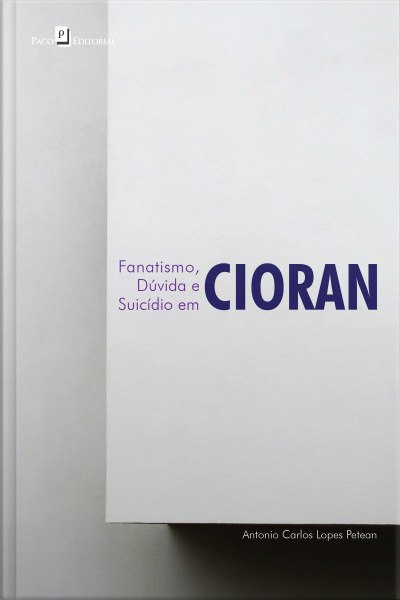 PACO EDITORIAL
Fanatismo,
Dúvida e
Suicídio em
CIORAN
Antonio Carlos Lopes Petean